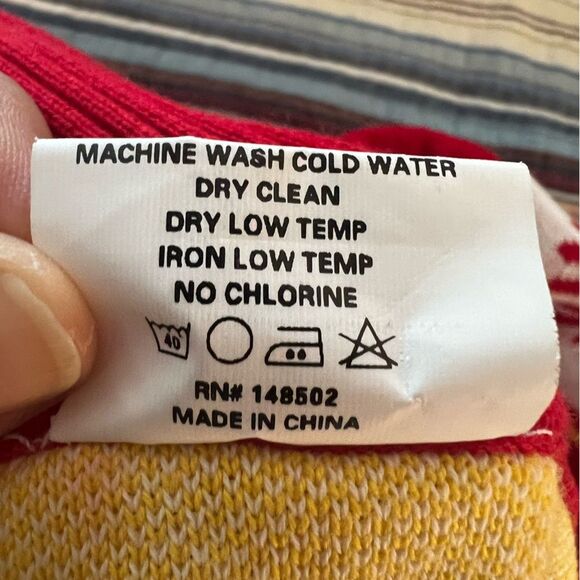 MACHINE WASH COLD WATER
DRY CLEAN
DRY LOW TEMP
IRON LOW TEMP
NO CHLORINE
40
RN# 148502
MADE IN CHINA